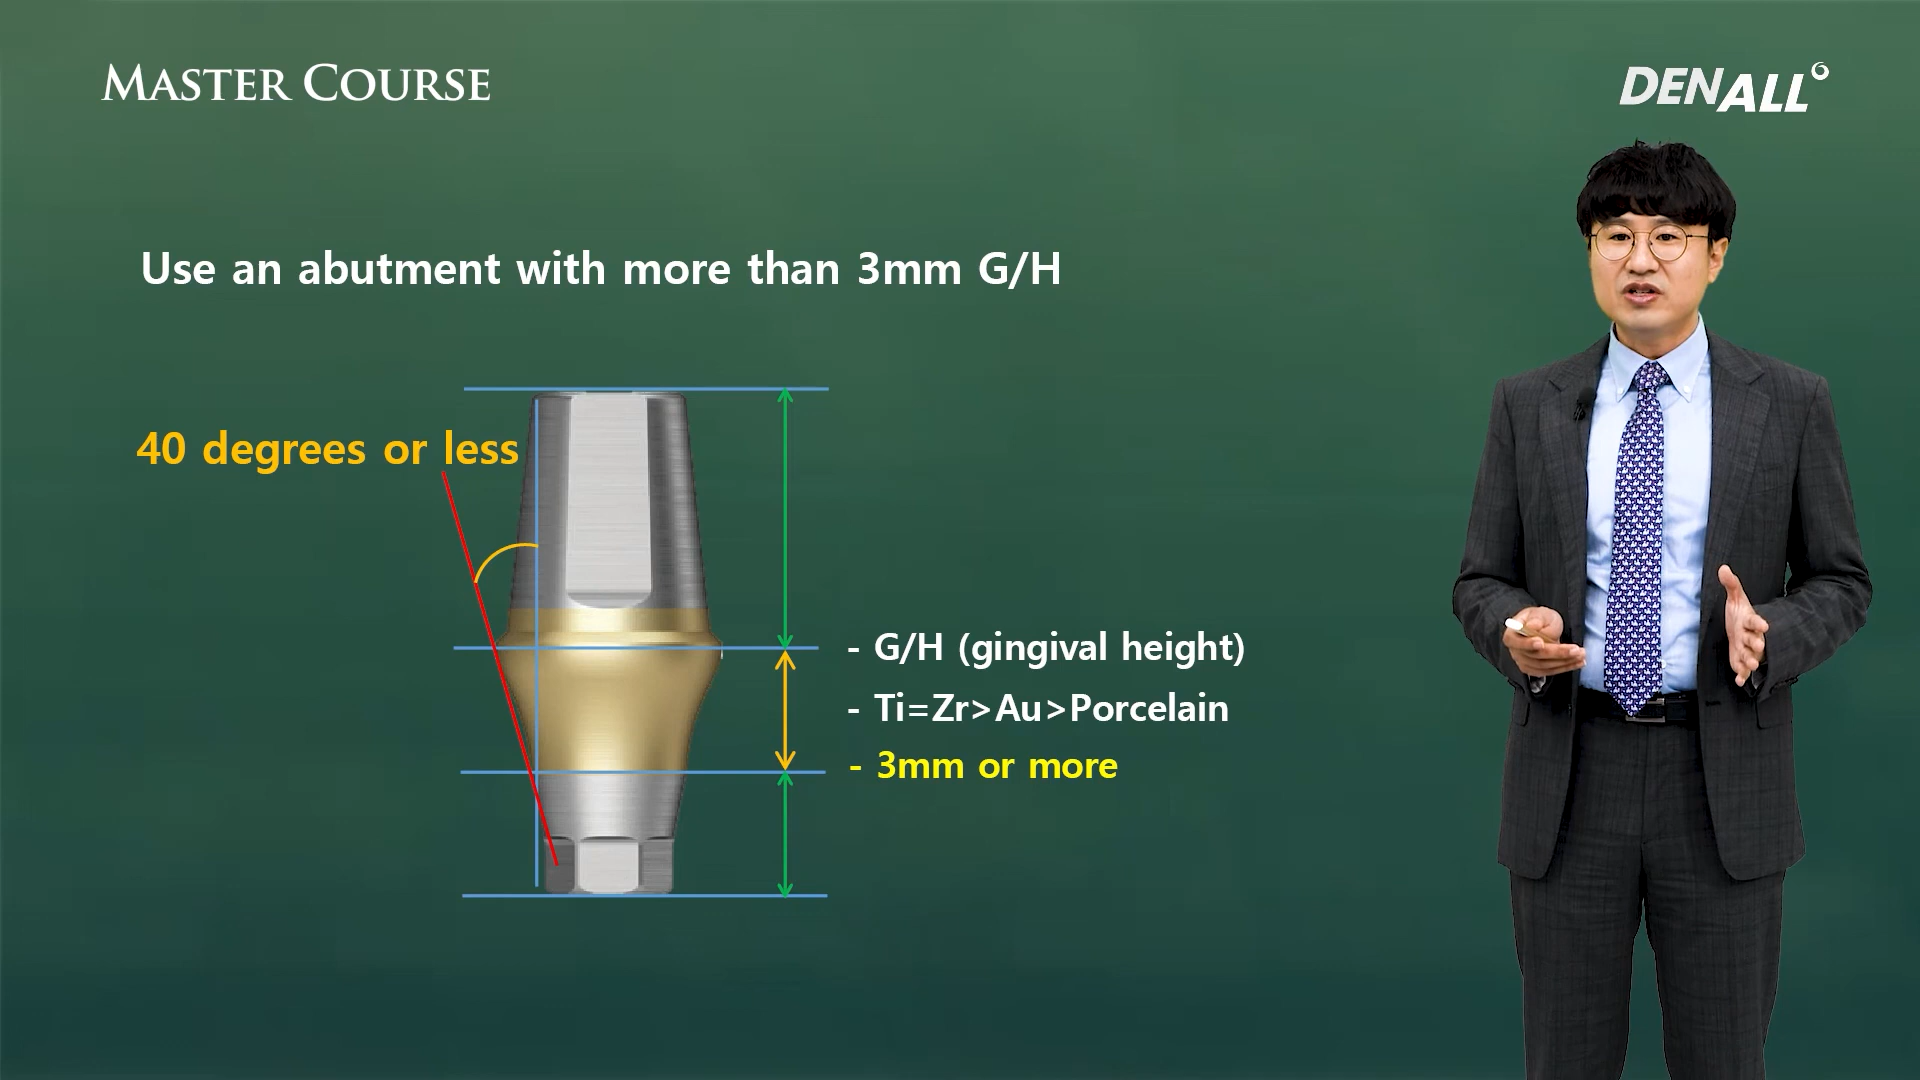 MASTER COURSE
DENALL
Use an abutment with more than 3mm G/H
40 degrees or less
- G/H (gingival height)
- Ti=Zr>Au>Porcelain
- 3mm or more